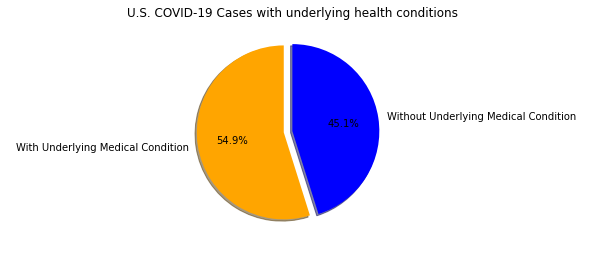 U.S. COVID-19 Cases with underlying health conditions
45.1%
Without Underlying Medical Condition
54.9%
With Underlying Medical Condition